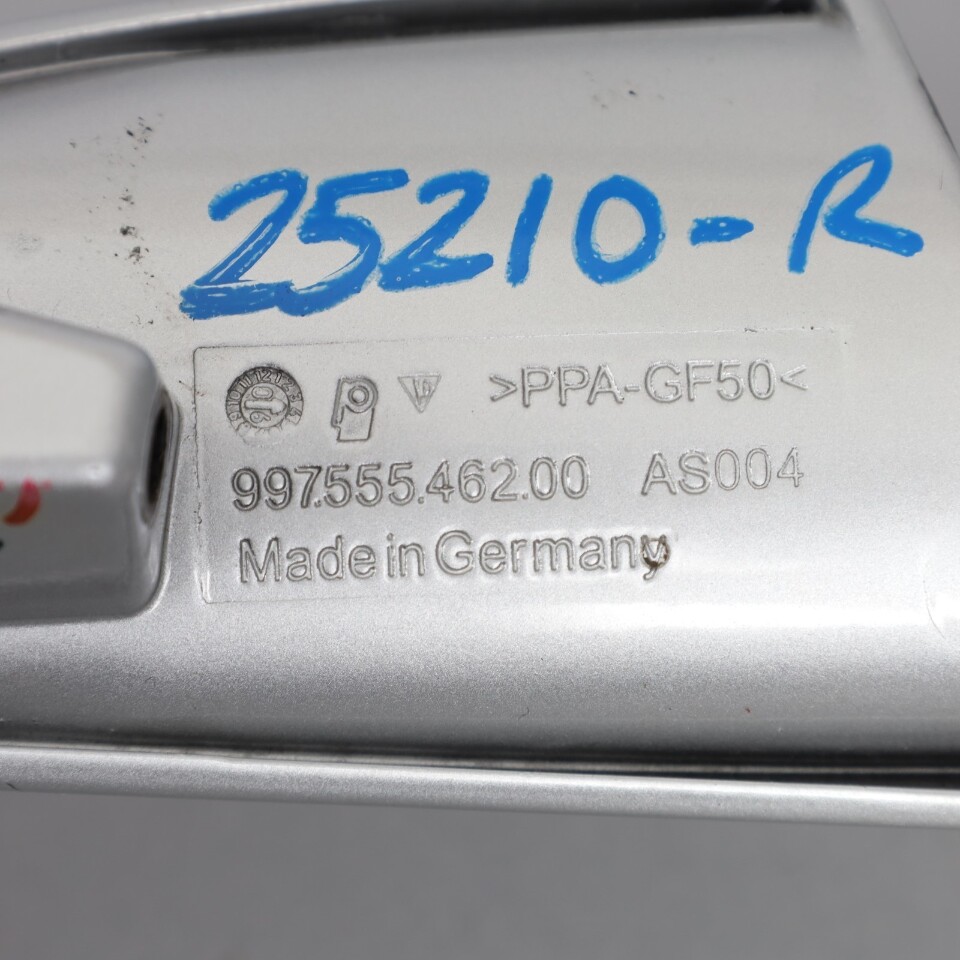 25210-R
>PPA-GF50<
997.555.462.00 AS004
Made in Germany